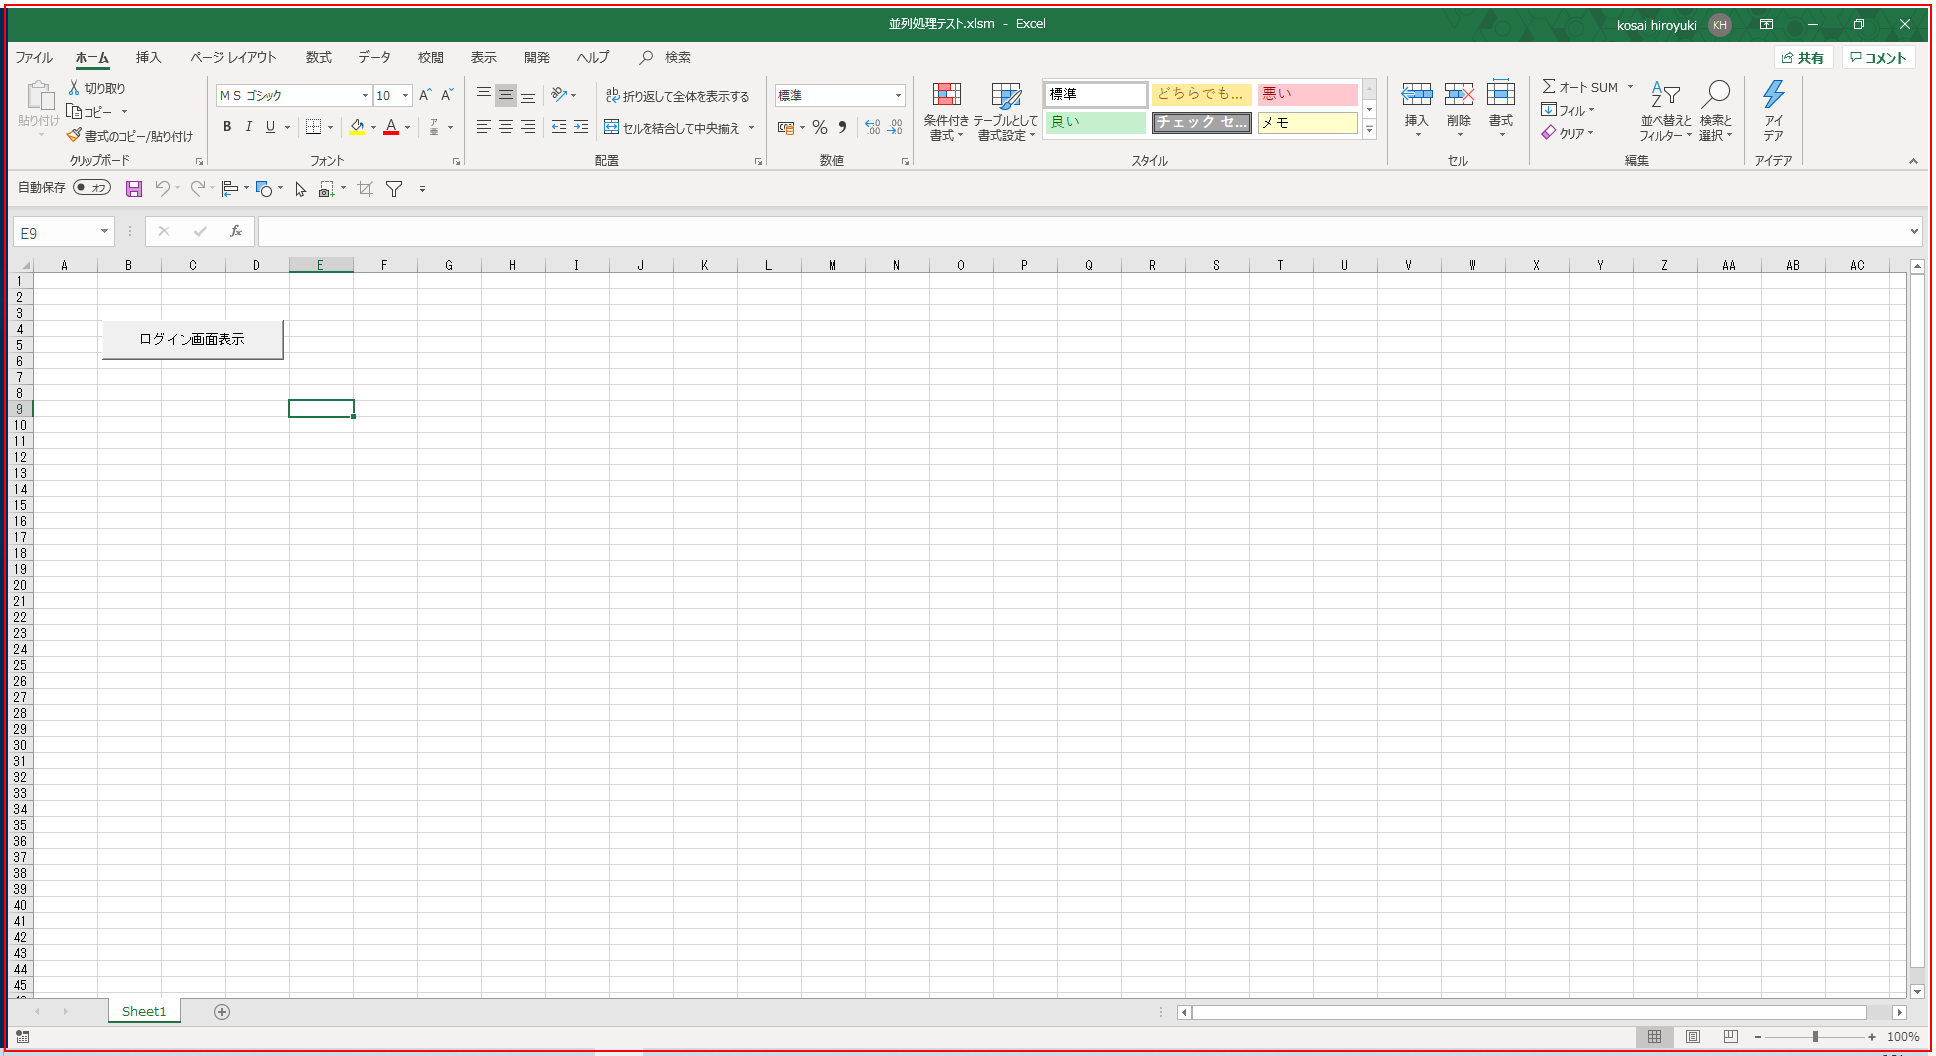 並列処理テスト.xlsm - Excel
kosai hiroyuki KH
ファイル ホーム 挿入 ページ レイアウト 数式 データ 校閲 表示 開発 ヘルプ 検索 共有 コメント
貼り付け
切り取り
コピー
書式のコピー/貼り付け
クリップボード
ＭＳ ゴシック 10 A A
B I U A ア 亜
フォント
ab 折り返して全体を表示する
セルを結合して中央揃え
配置
標準
% ,
数値
条件付き
書式
テーブルとして
書式設定
標準 どちらでも... 悪い
良い チェック セ... メモ
スタイル
挿入 削除 書式
セル
Σ オート SUM
フィル
クリア
並べ替えと
フィルター
検索と
選択
編集
アイ
デア
アイデア
自動保存 オフ
E9
fx
A B C D E F G H I J K L M N O P Q R S T U V W X Y Z AA AB AC
1
2
3
4
5
6
7
8
9
10
11
12
13
14
15
16
17
18
19
20
21
22
23
24
25
26
27
28
29
30
31
32
33
34
35
36
37
38
39
40
41
42
43
44
45
ログイン画面表示
Sheet1
100%